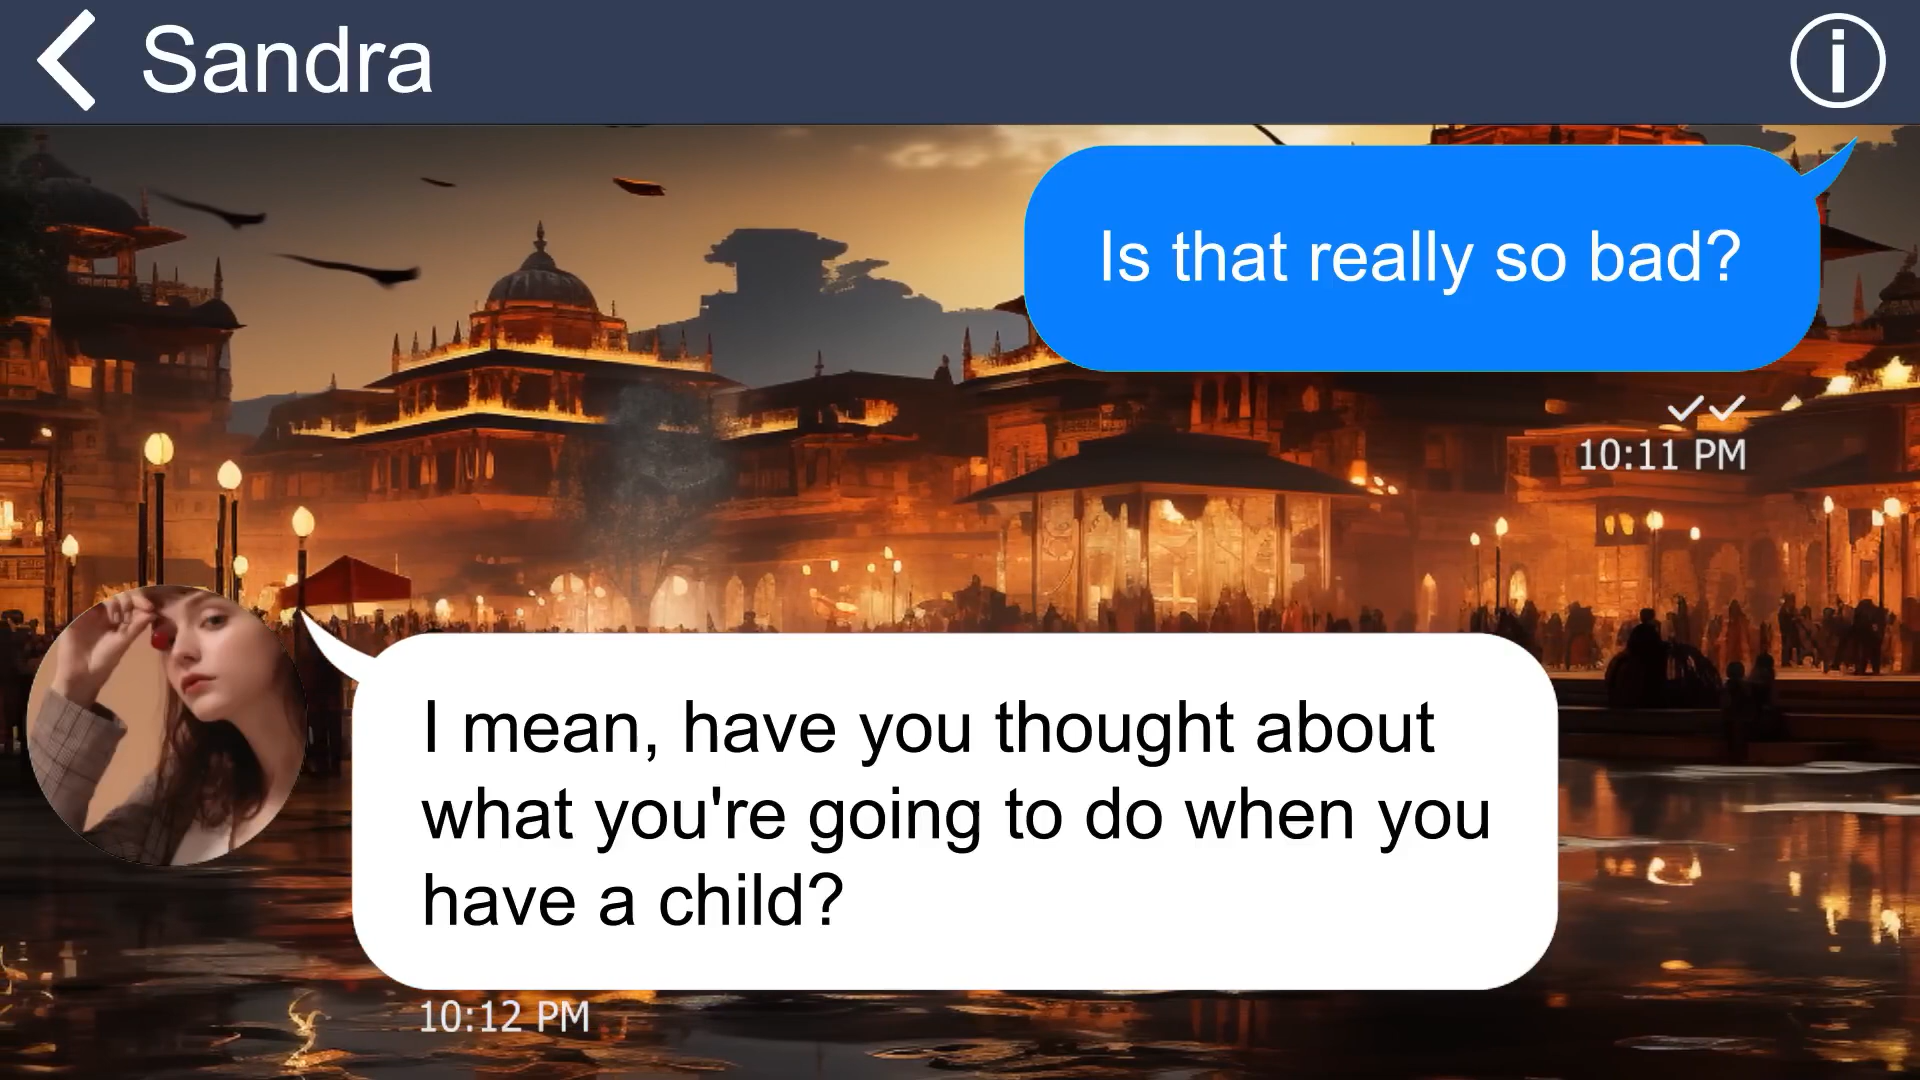 Sandra
Is that really so bad?
10:11 PM
I mean, have you thought about
what you're going to do when you
have a child?
10:12 PM